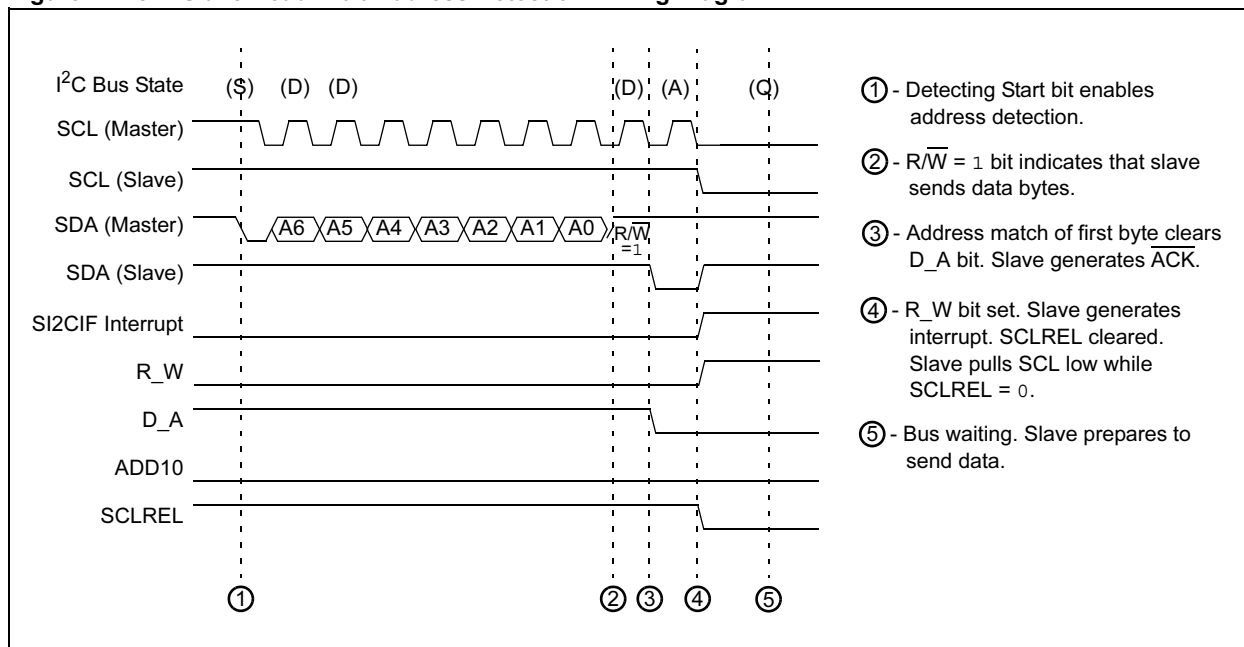 I2C Bus State
(S) (D) (D) (D) (A) (Q)
SCL (Master)
SCL (Slave)
SDA (Master)
A6 A5 A4 A3 A2 A1 A0 R/W
=1
SDA (Slave)
SI2CIF Interrupt
R_W
D_A
ADD10
SCLREL
1 2 3 4 5
1 - Detecting Start bit enables
address detection.
2 - R/W = 1 bit indicates that slave
sends data bytes.
3 - Address match of first byte clears
D_A bit. Slave generates ACK.
4 - R_W bit set. Slave generates
interrupt. SCLREL cleared.
Slave pulls SCL low while
SCLREL = 0.
5 - Bus waiting. Slave prepares to
send data.